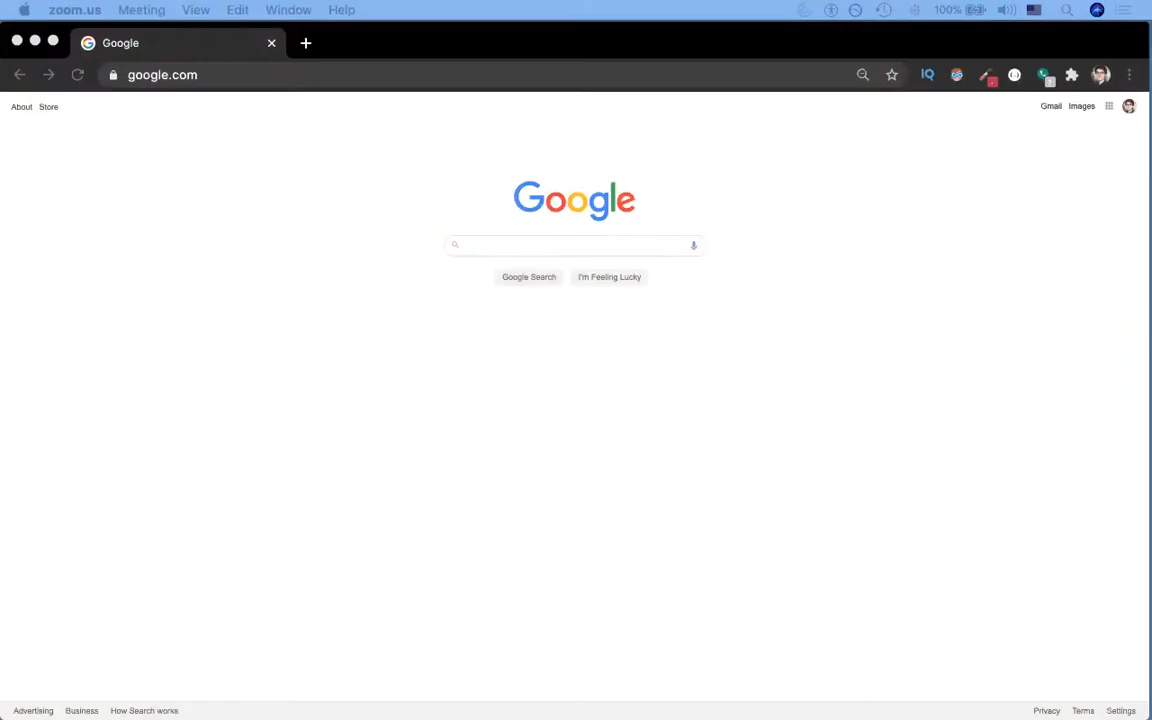 zoom.us Meeting View Edit Window Help 100%
Google
google.com IQ
About Store Gmail Images
Google
Google Search I'm Feeling Lucky
Advertising Business How Search works Privacy Terms Settings